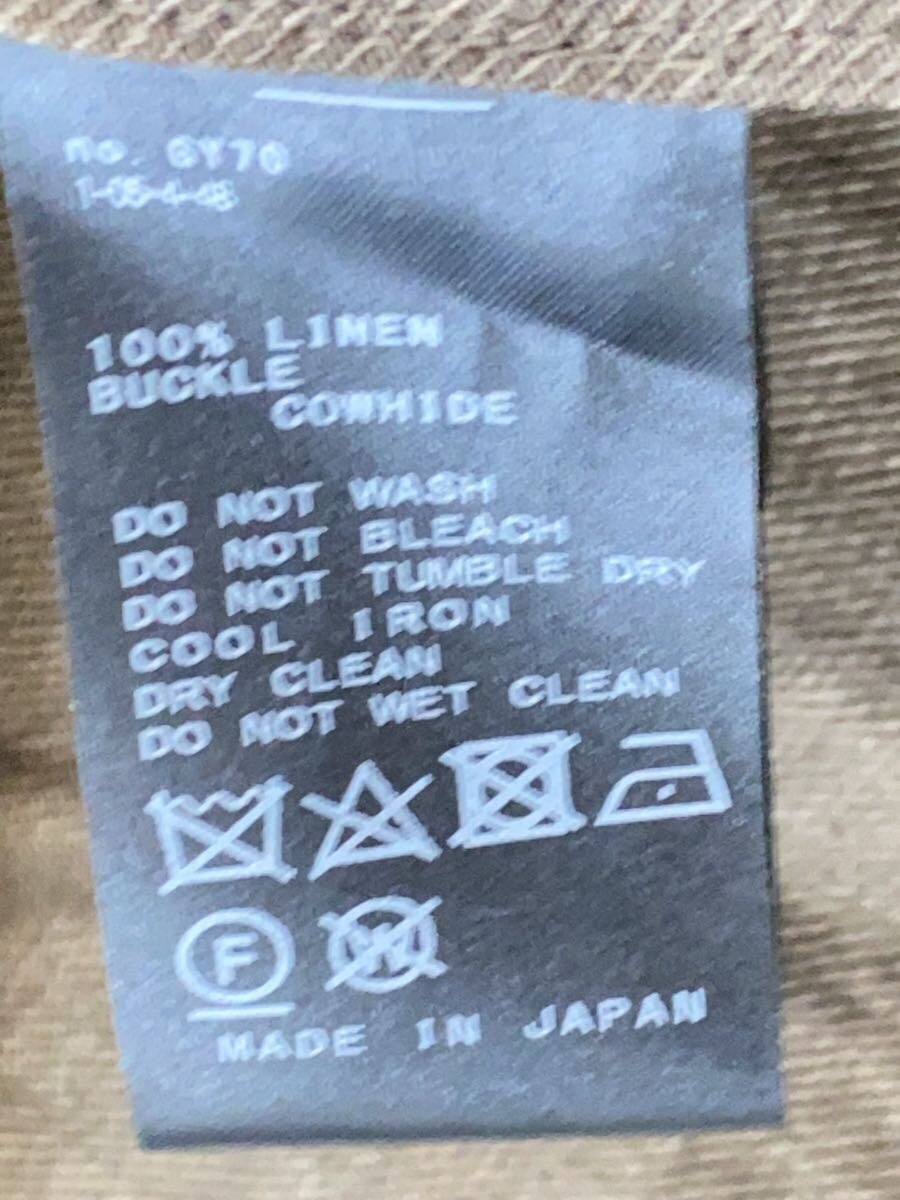 no. GY70
1-05-4-48
100% LINEN
BUCKLE
COWHIDE
DO NOT WASH
DO NOT BLEACH
DO NOT TUMBLE DRY
COOL IRON
DRY CLEAN
DO NOT WET CLEAN
F W
MADE IN JAPAN